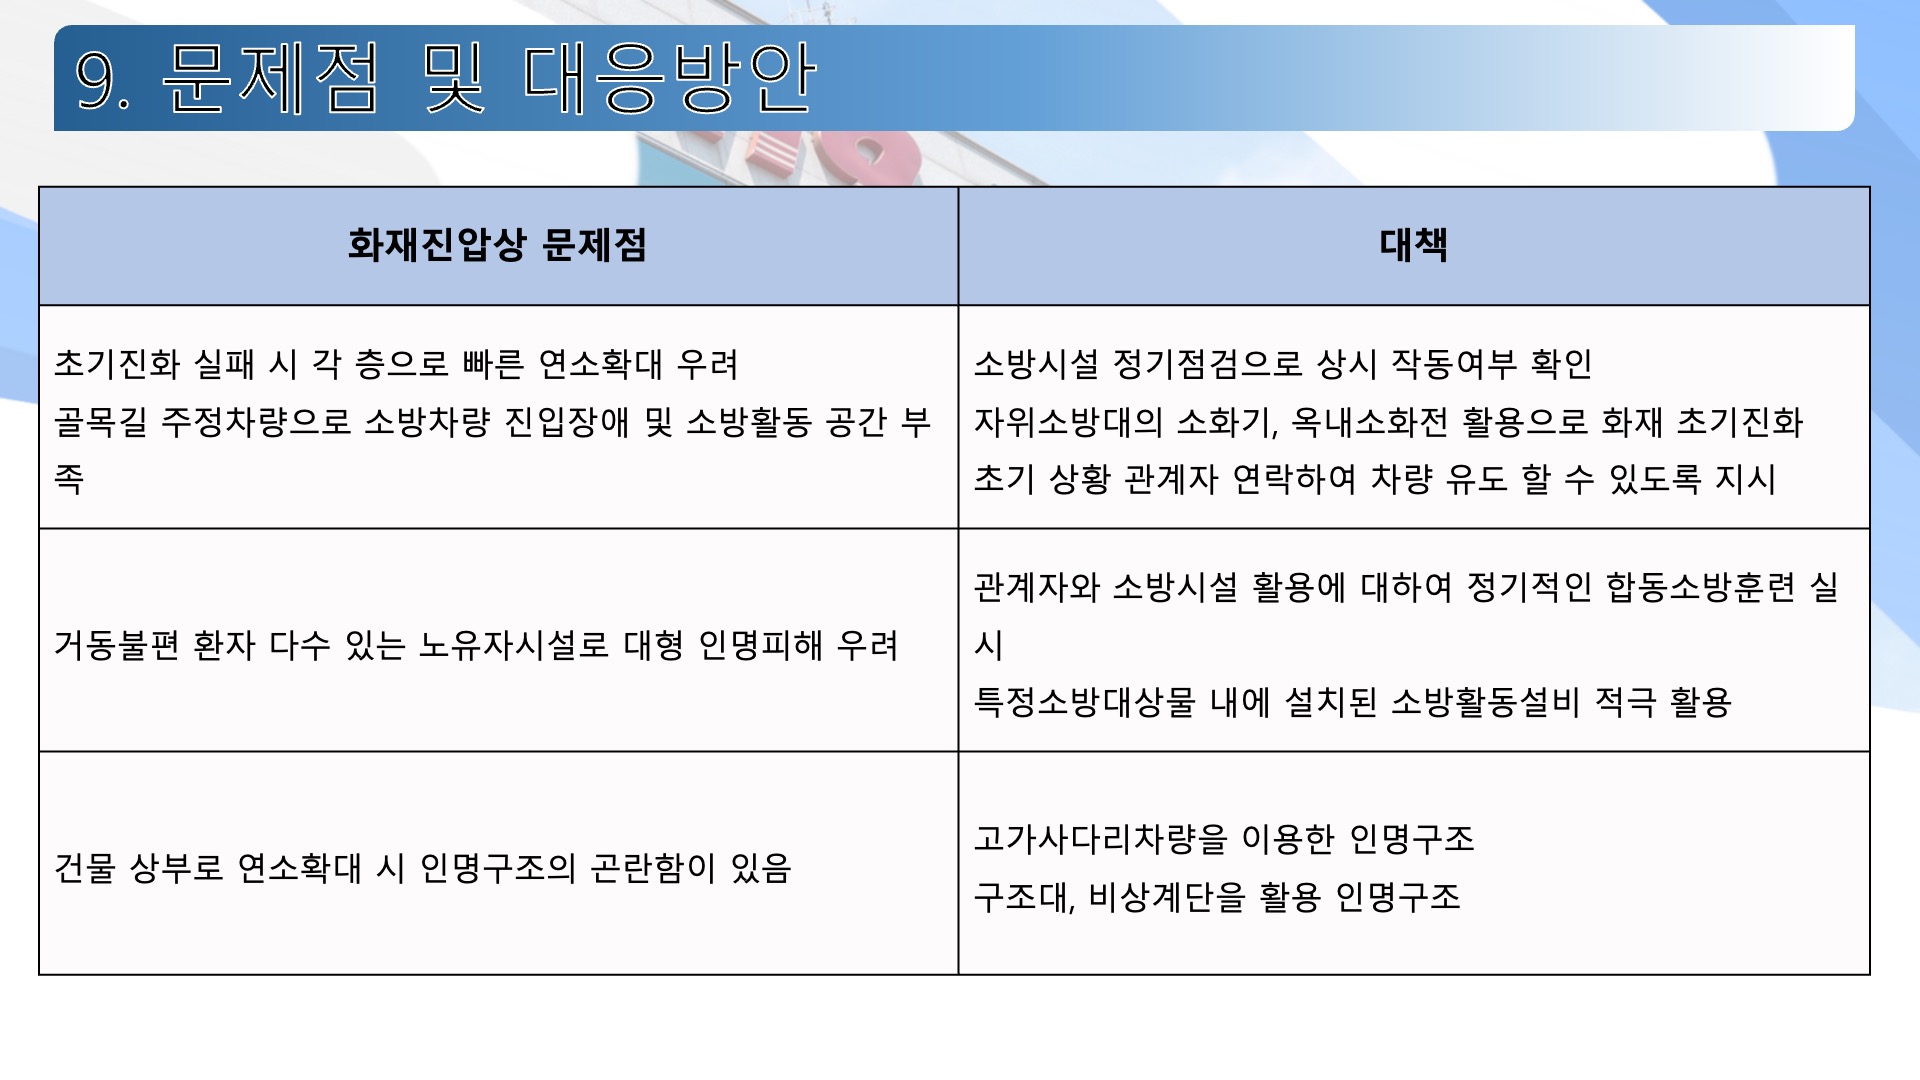 9. 문제점 및 대응방안
화재진압상 문제점
대책
초기진화 실패 시 각 층으로 빠른 연소확대 우려
골목길 주정차량으로 소방차량 진입장애 및 소방활동 공간 부
족
소방시설 정기점검으로 상시 작동여부 확인
자위소방대의 소화기, 옥내소화전 활용으로 화재 초기진화
초기 상황 관계자 연락하여 차량 유도 할 수 있도록 지시
거동불편 환자 다수 있는 노유자시설로 대형 인명피해 우려
관계자와 소방시설 활용에 대하여 정기적인 합동소방훈련 실
시
특정소방대상물 내에 설치된 소방활동설비 적극 활용
건물 상부로 연소확대 시 인명구조의 곤란함이 있음
고가사다리차량을 이용한 인명구조
구조대, 비상계단을 활용 인명구조